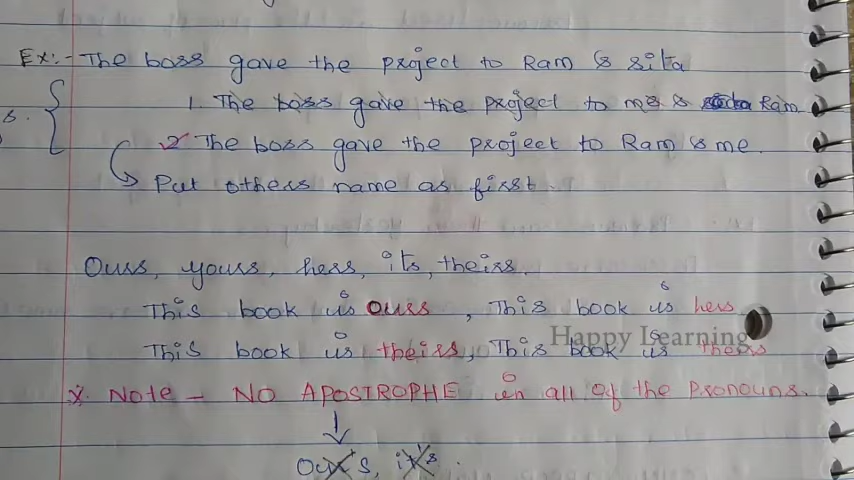 Ex:- The boss gave the project to Ram & sita
1. The boss gave the project to me & Ram
2. The boss gave the project to Ram & me.
Put others name as first.
Ours, yours, hers, its, theirs.
This book is ours, This book is hers
This book is theirs, This book is
Happy Learning
* Note - NO APOSTROPHE in all of the pronouns.
Our's, it's.